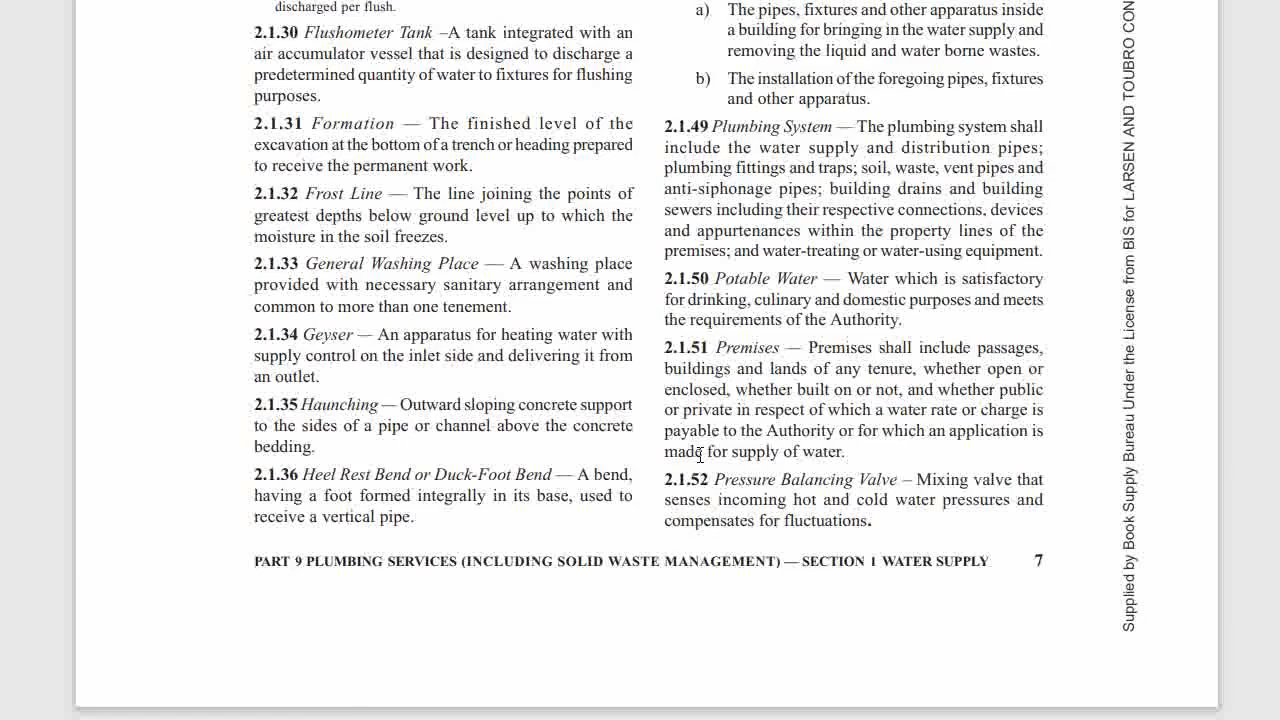 discharged per flush.
2.1.30 Flushometer Tank –A tank integrated with an
air accumulator vessel that is designed to discharge a
predetermined quantity of water to fixtures for flushing
purposes.
2.1.31 Formation — The finished level of the
excavation at the bottom of a trench or heading prepared
to receive the permanent work.
2.1.32 Frost Line — The line joining the points of
greatest depths below ground level up to which the
moisture in the soil freezes.
2.1.33 General Washing Place — A washing place
provided with necessary sanitary arrangement and
common to more than one tenement.
2.1.34 Geyser — An apparatus for heating water with
supply control on the inlet side and delivering it from
an outlet.
2.1.35 Haunching — Outward sloping concrete support
to the sides of a pipe or channel above the concrete
bedding.
2.1.36 Heel Rest Bend or Duck-Foot Bend — A bend,
having a foot formed integrally in its base, used to
receive a vertical pipe.
a) The pipes, fixtures and other apparatus inside
a building for bringing in the water supply and
removing the liquid and water borne wastes.
b) The installation of the foregoing pipes, fixtures
and other apparatus.
2.1.49 Plumbing System — The plumbing system shall
include the water supply and distribution pipes;
plumbing fittings and traps; soil, waste, vent pipes and
anti-siphonage pipes; building drains and building
sewers including their respective connections, devices
and appurtenances within the property lines of the
premises; and water-treating or water-using equipment.
2.1.50 Potable Water — Water which is satisfactory
for drinking, culinary and domestic purposes and meets
the requirements of the Authority.
2.1.51 Premises — Premises shall include passages,
buildings and lands of any tenure, whether open or
enclosed, whether built on or not, and whether public
or private in respect of which a water rate or charge is
payable to the Authority or for which an application is
made for supply of water.
2.1.52 Pressure Balancing Valve – Mixing valve that
senses incoming hot and cold water pressures and
compensates for fluctuations.
PART 9 PLUMBING SERVICES (INCLUDING SOLID WASTE MANAGEMENT) — SECTION 1 WATER SUPPLY 7
Supplied by Book Supply Bureau Under the License from BIS for LARSEN AND TOUBRO CON